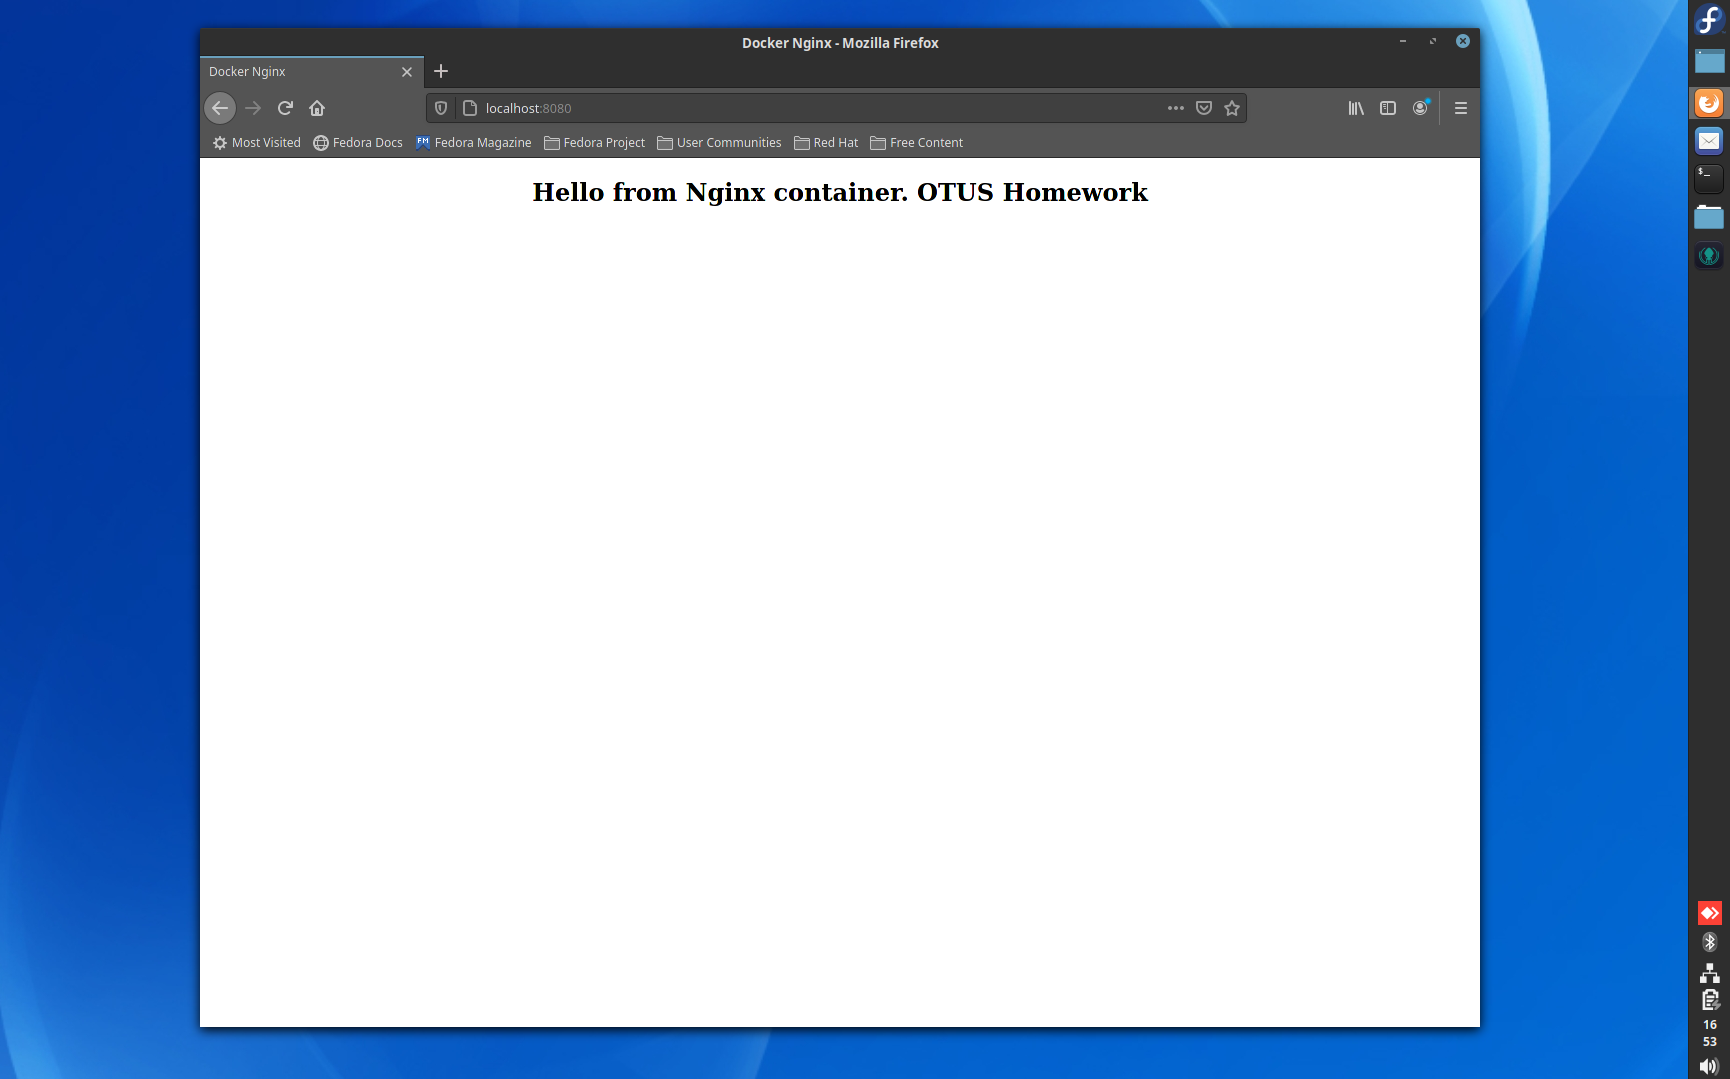 Docker Nginx - Mozilla Firefox
Docker Nginx
localhost:8080
Most Visited Fedora Docs FM Fedora Magazine Fedora Project User Communities Red Hat Free Content
Hello from Nginx container. OTUS Homework
$_
16
53